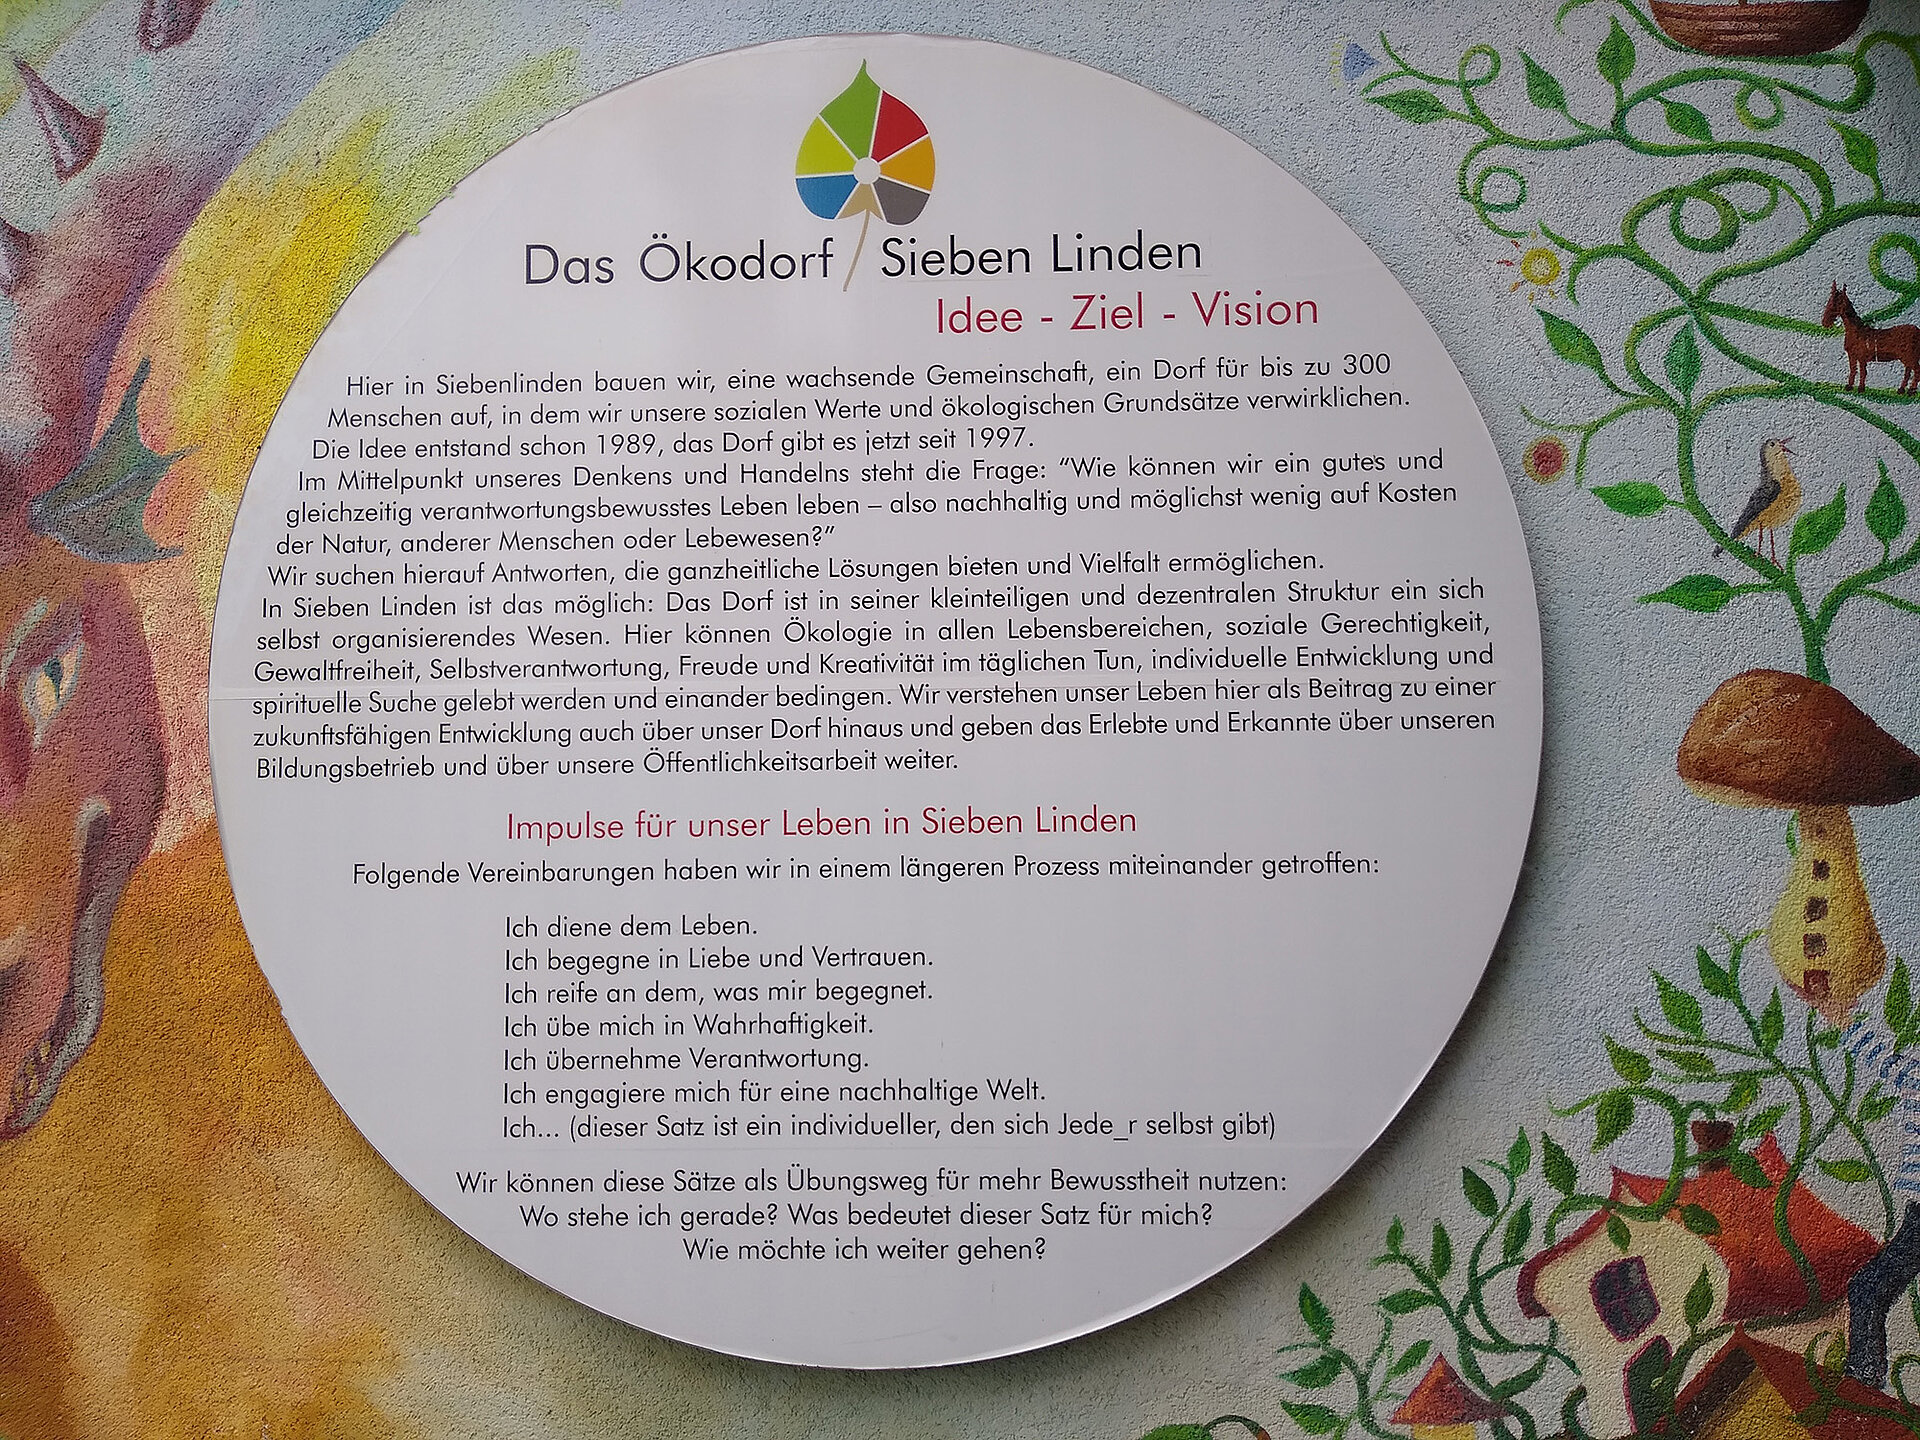 Das Ökodorf Sieben Linden
Idee - Ziel - Vision
Hier in Siebenlinden bauen wir, eine wachsende Gemeinschaft, ein Dorf für bis zu 300
Menschen auf, in dem wir unsere sozialen Werte und ökologischen Grundsätze verwirklichen.
Die Idee entstand schon 1989, das Dorf gibt es jetzt seit 1997.
Im Mittelpunkt unseres Denkens und Handelns steht die Frage: “Wie können wir ein gutes und
gleichzeitig verantwortungsbewusstes Leben leben – also nachhaltig und möglichst wenig auf Kosten
der Natur, anderer Menschen oder Lebewesen?”
Wir suchen hierauf Antworten, die ganzheitliche Lösungen bieten und Vielfalt ermöglichen.
In Sieben Linden ist das möglich: Das Dorf ist in seiner kleinteiligen und dezentralen Struktur ein sich
selbst organisierendes Wesen. Hier können Ökologie in allen Lebensbereichen, soziale Gerechtigkeit,
Gewaltfreiheit, Selbstverantwortung, Freude und Kreativität im täglichen Tun, individuelle Entwicklung und
spirituelle Suche gelebt werden und einander bedingen. Wir verstehen unser Leben hier als Beitrag zu einer
zukunftsfähigen Entwicklung auch über unser Dorf hinaus und geben das Erlebte und Erkannte über unseren
Bildungsbetrieb und über unsere Öffentlichkeitsarbeit weiter.
Impulse für unser Leben in Sieben Linden
Folgende Vereinbarungen haben wir in einem längeren Prozess miteinander getroffen:
Ich diene dem Leben.
Ich begegne in Liebe und Vertrauen.
Ich reife an dem, was mir begegnet.
Ich übe mich in Wahrhaftigkeit.
Ich übernehme Verantwortung.
Ich engagiere mich für eine nachhaltige Welt.
Ich... (dieser Satz ist ein individueller, den sich Jede_r selbst gibt)
Wir können diese Sätze als Übungsweg für mehr Bewusstheit nutzen:
Wo stehe ich gerade? Was bedeutet dieser Satz für mich?
Wie möchte ich weiter gehen?